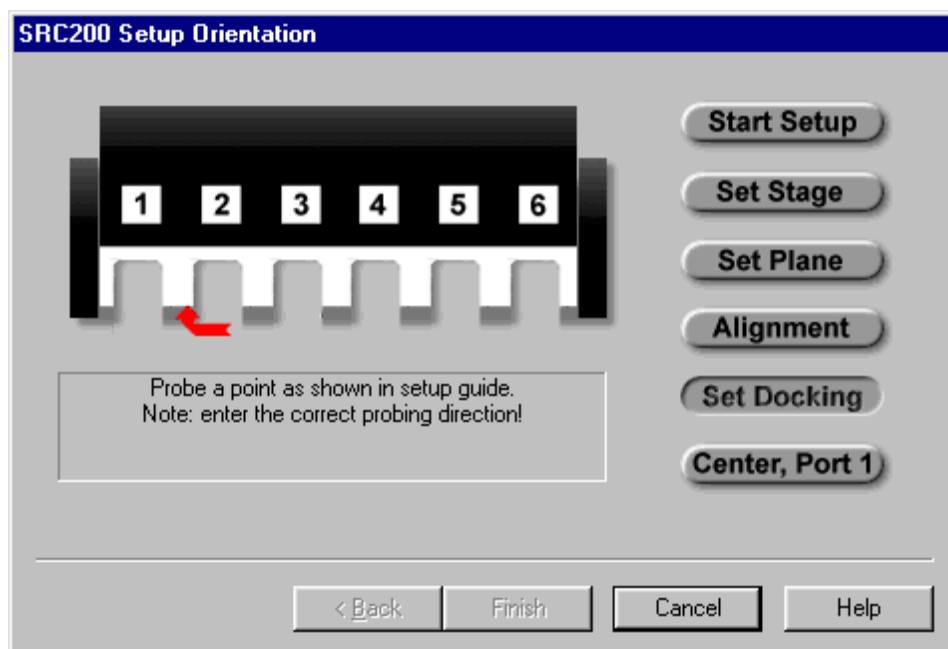 SRC200 Setup Orientation
1 2 3 4 5 6
Probe a point as shown in setup guide.
Note: enter the correct probing direction!
Start Setup
Set Stage
Set Plane
Alignment
Set Docking
Center, Port 1
< Back
Finish
Cancel
Help